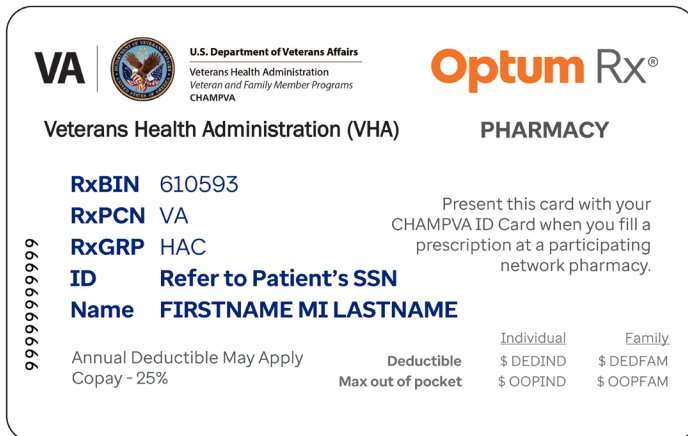 VA
U.S. Department of Veterans Affairs
Veterans Health Administration
Veteran and Family Member Programs
CHAMPVA
Optum Rx®
Veterans Health Administration (VHA)
PHARMACY
RxBIN 610593
RxPCN VA
RxGRP HAC
ID Refer to Patient's SSN
Name FIRSTNAME MI LASTNAME
Present this card with your
CHAMPVA ID Card when you fill a
prescription at a participating
network pharmacy.
99999999999
Annual Deductible May Apply
Copay - 25%
Individual Family
Deductible $ DEDIND $ DEDFAM
Max out of pocket $ OOPIND $ OOPFAM